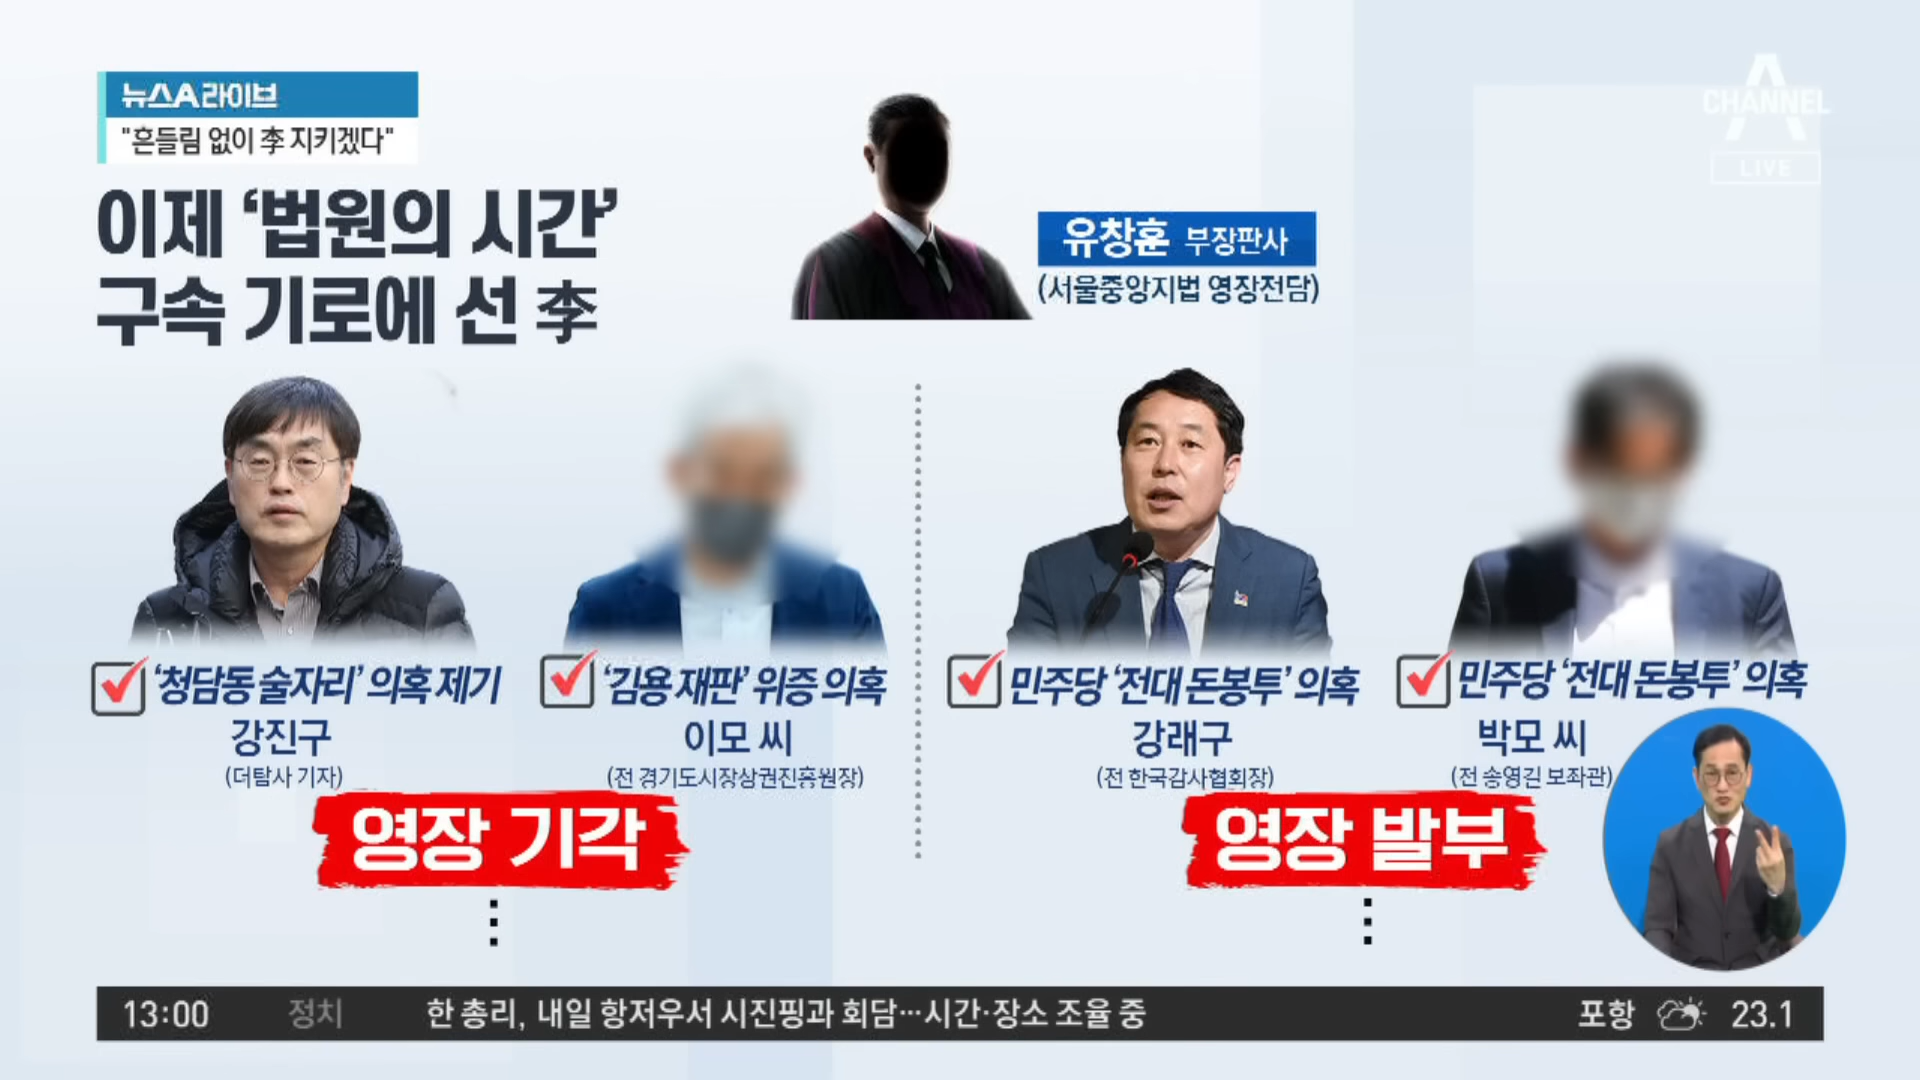 뉴스A 라이브
"흔들림 없이 李 지키겠다"
CHANNEL A
LIVE
이제 ‘법원의 시간’
구속 기로에 선 李
유창훈 부장판사
(서울중앙지법 영장전담)
‘청담동 술자리’ 의혹 제기
강진구
(더탐사 기자)
‘김용 재판’ 위증 의혹
이모 씨
(전 경기도시장상권진흥원장)
영장 기각
민주당 ‘전대 돈봉투’ 의혹
강래구
(전 한국감사협회장)
민주당 ‘전대 돈봉투’ 의혹
박모 씨
(전 송영길 보좌관)
영장 발부
13:00 정치 한 총리, 내일 항저우서 시진핑과 회담…시간·장소 조율 중 포항 23.1